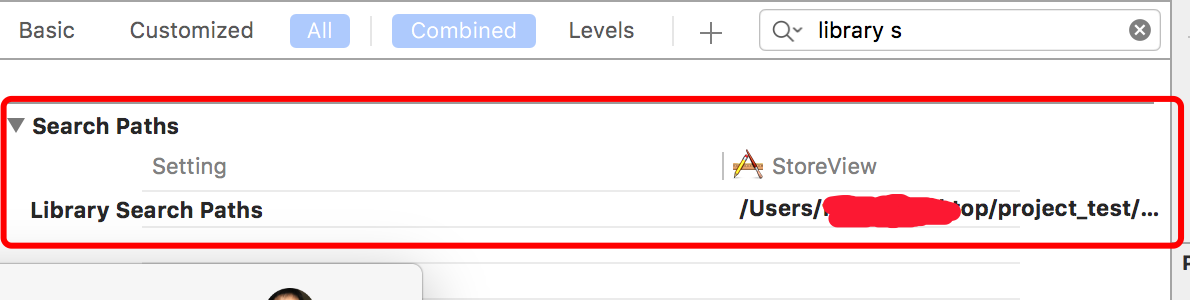 Basic Customized All Combined Levels + library s
Search Paths
Setting StoreView
Library Search Paths /Users/ top/project_test/...